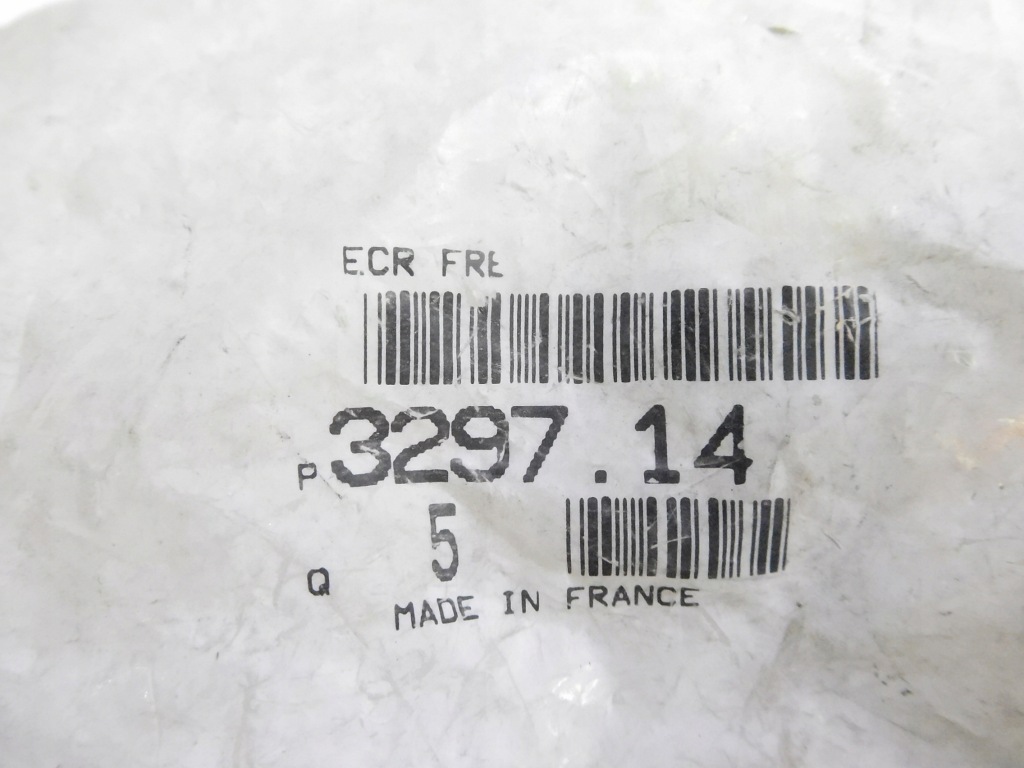 ECR FRE
P 3297.14
Q 5
MADE IN FRANCE